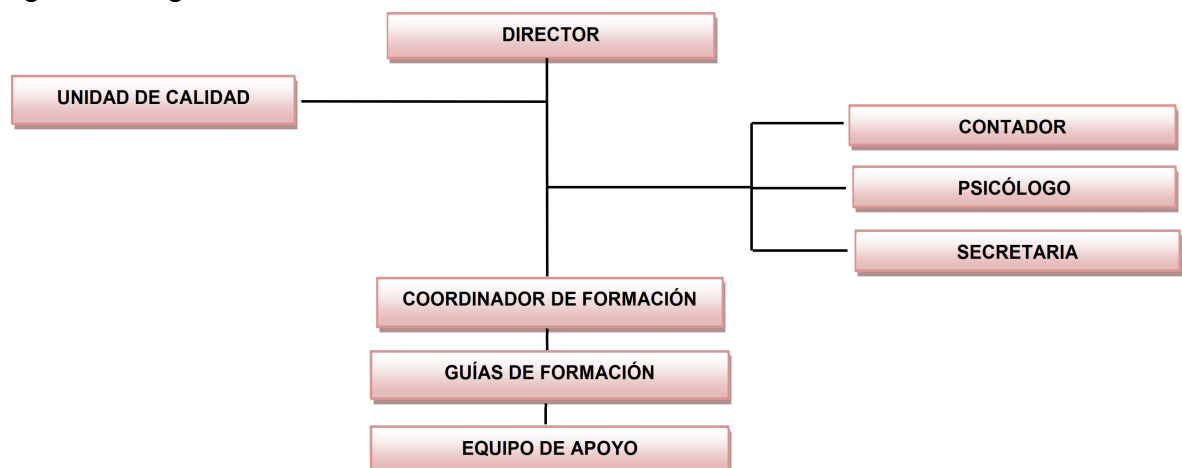 DIRECTOR
UNIDAD DE CALIDAD
CONTADOR
PSICÓLOGO
SECRETARIA
COORDINADOR DE FORMACIÓN
GUÍAS DE FORMACIÓN
EQUIPO DE APOYO